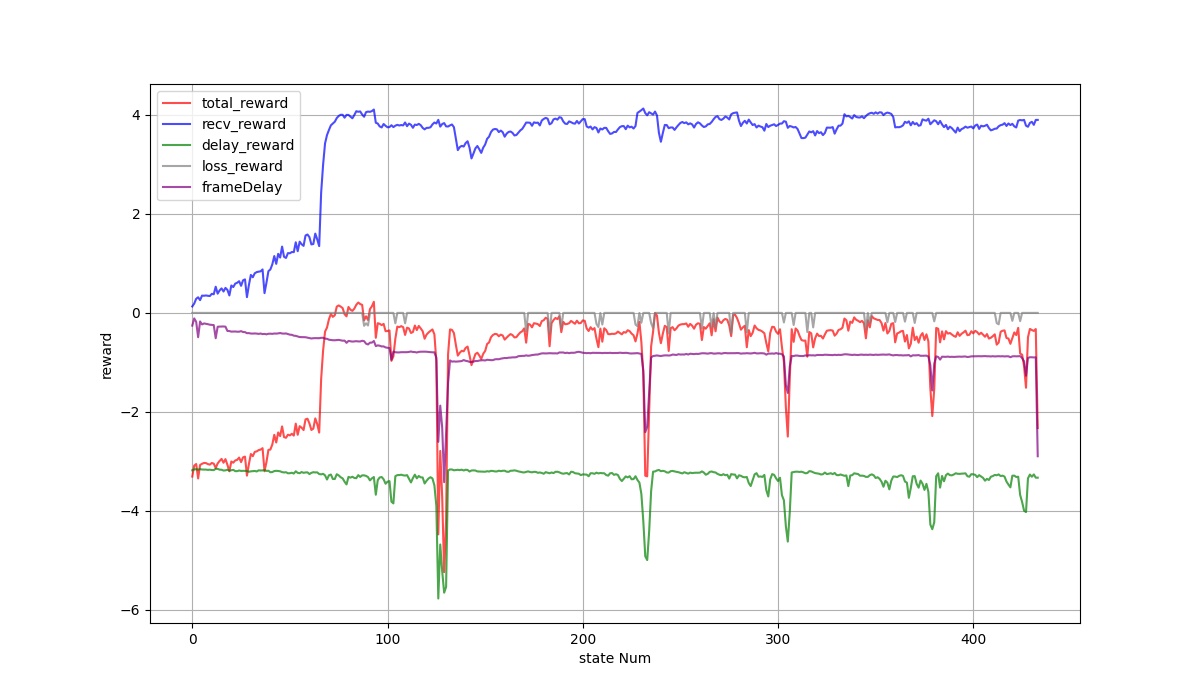 total_reward
recv_reward
delay_reward
loss_reward
frameDelay
reward
4
2
0
−2
−4
−6
0 100 200 300 400
state Num